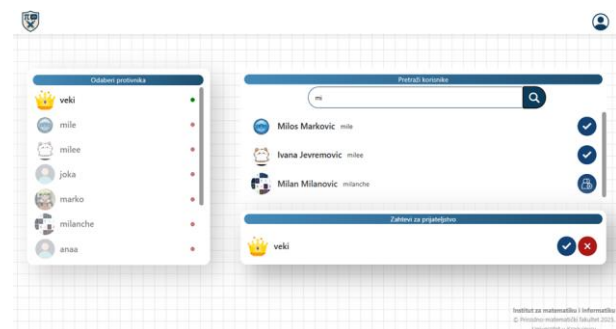 Odaberi protivnika
veki
mile
milee
joka
marko
milanche
anaa
Pretraži korisnike
mi
Milos Markovic mile
Ivana Jevremovic milee
Milan Milanovic milanche
Zahtevi za prijateljstvo
veki
Institut za matematiku i informatiku
© Prirodno-matematički fakultet 2023.